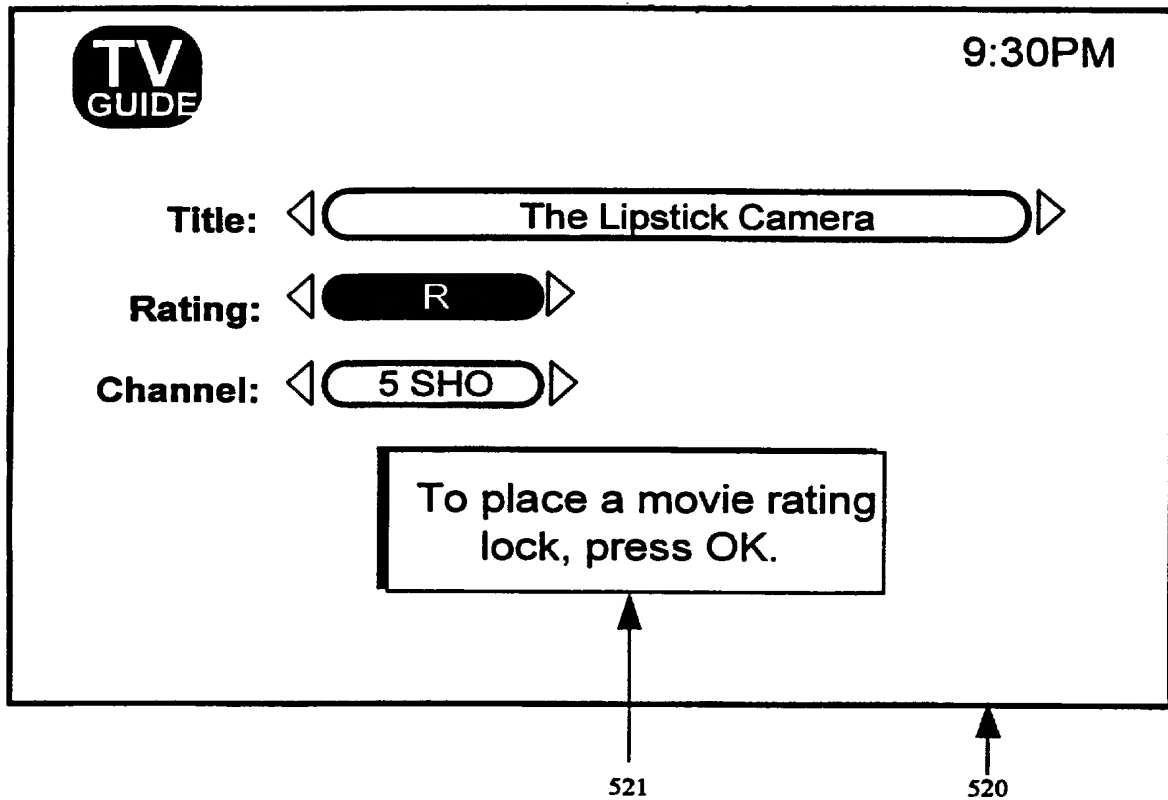 TV
GUIDE
9:30PM
Title: The Lipstick Camera
Rating: R
Channel: 5 SHO
To place a movie rating
lock, press OK.
521
520